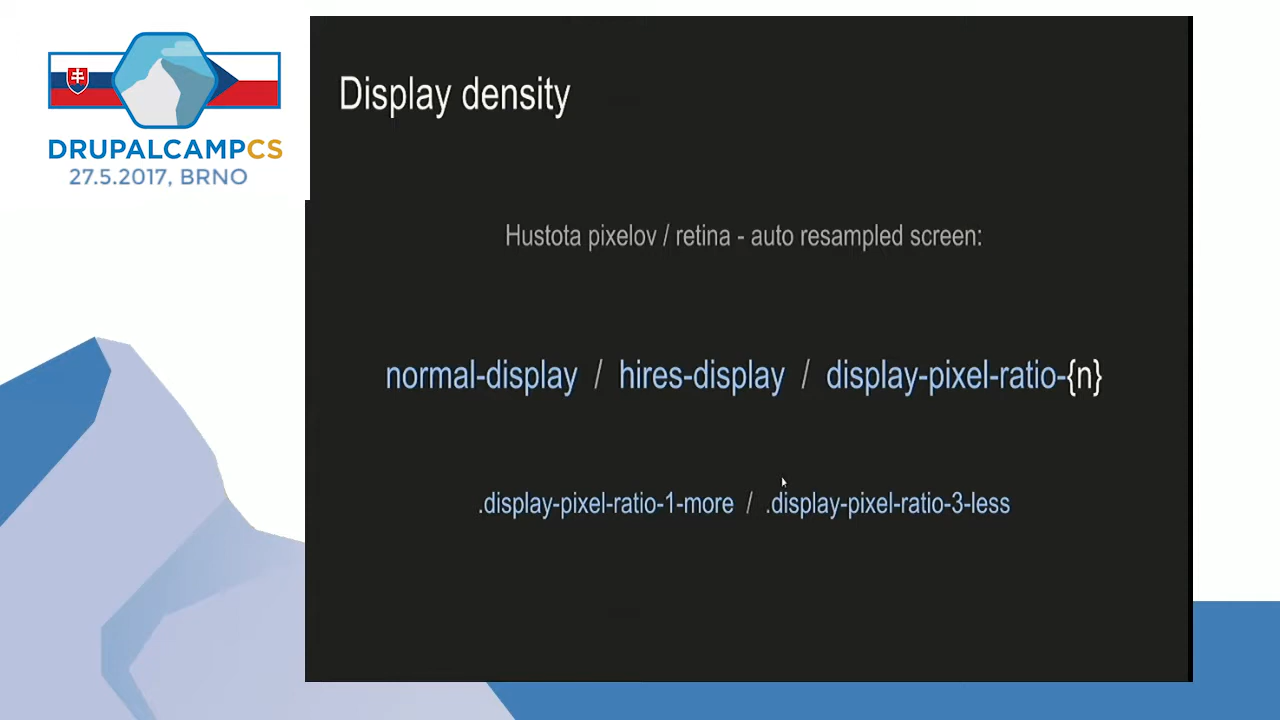 DRUPALCAMPCS
27.5.2017, BRNO
Display density
Hustota pixelov / retina - auto resampled screen:
normal-display / hires-display / display-pixel-ratio-{n}
.display-pixel-ratio-1-more / .display-pixel-ratio-3-less